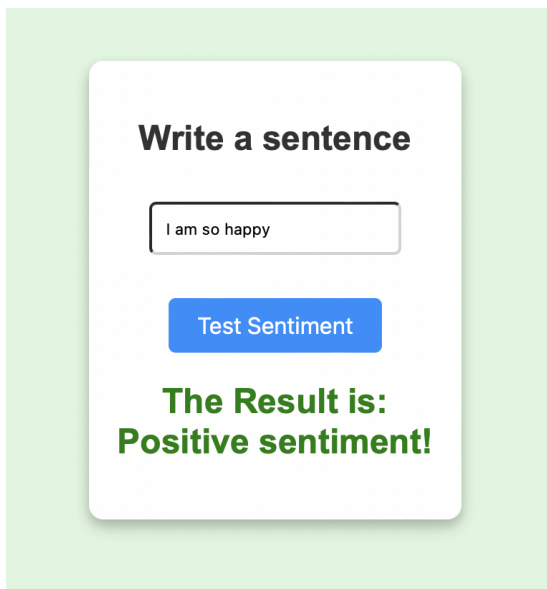 Write a sentence
I am so happy
Test Sentiment
The Result is:
Positive sentiment!